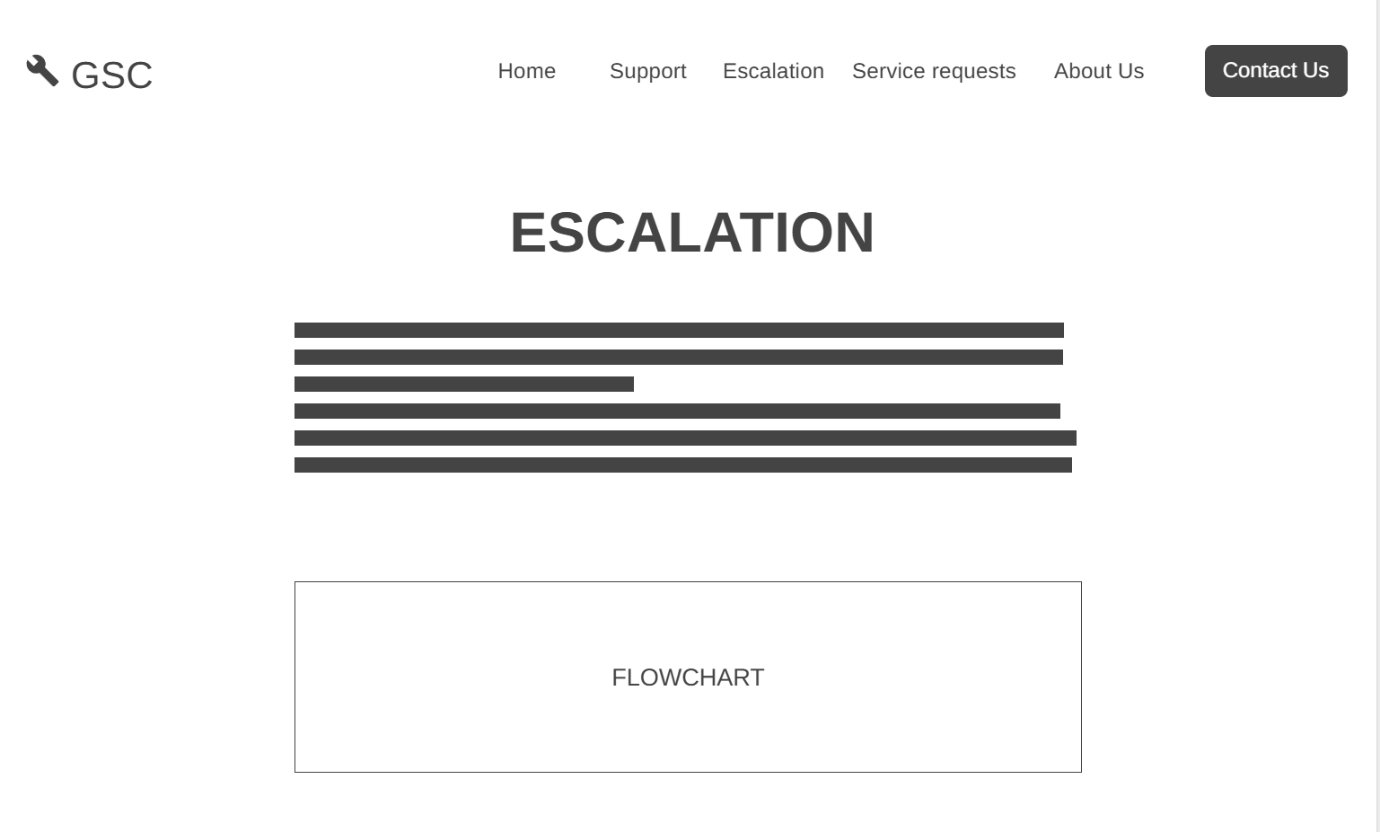 GSC
Home Support Escalation Service requests About Us Contact Us
ESCALATION
FLOWCHART